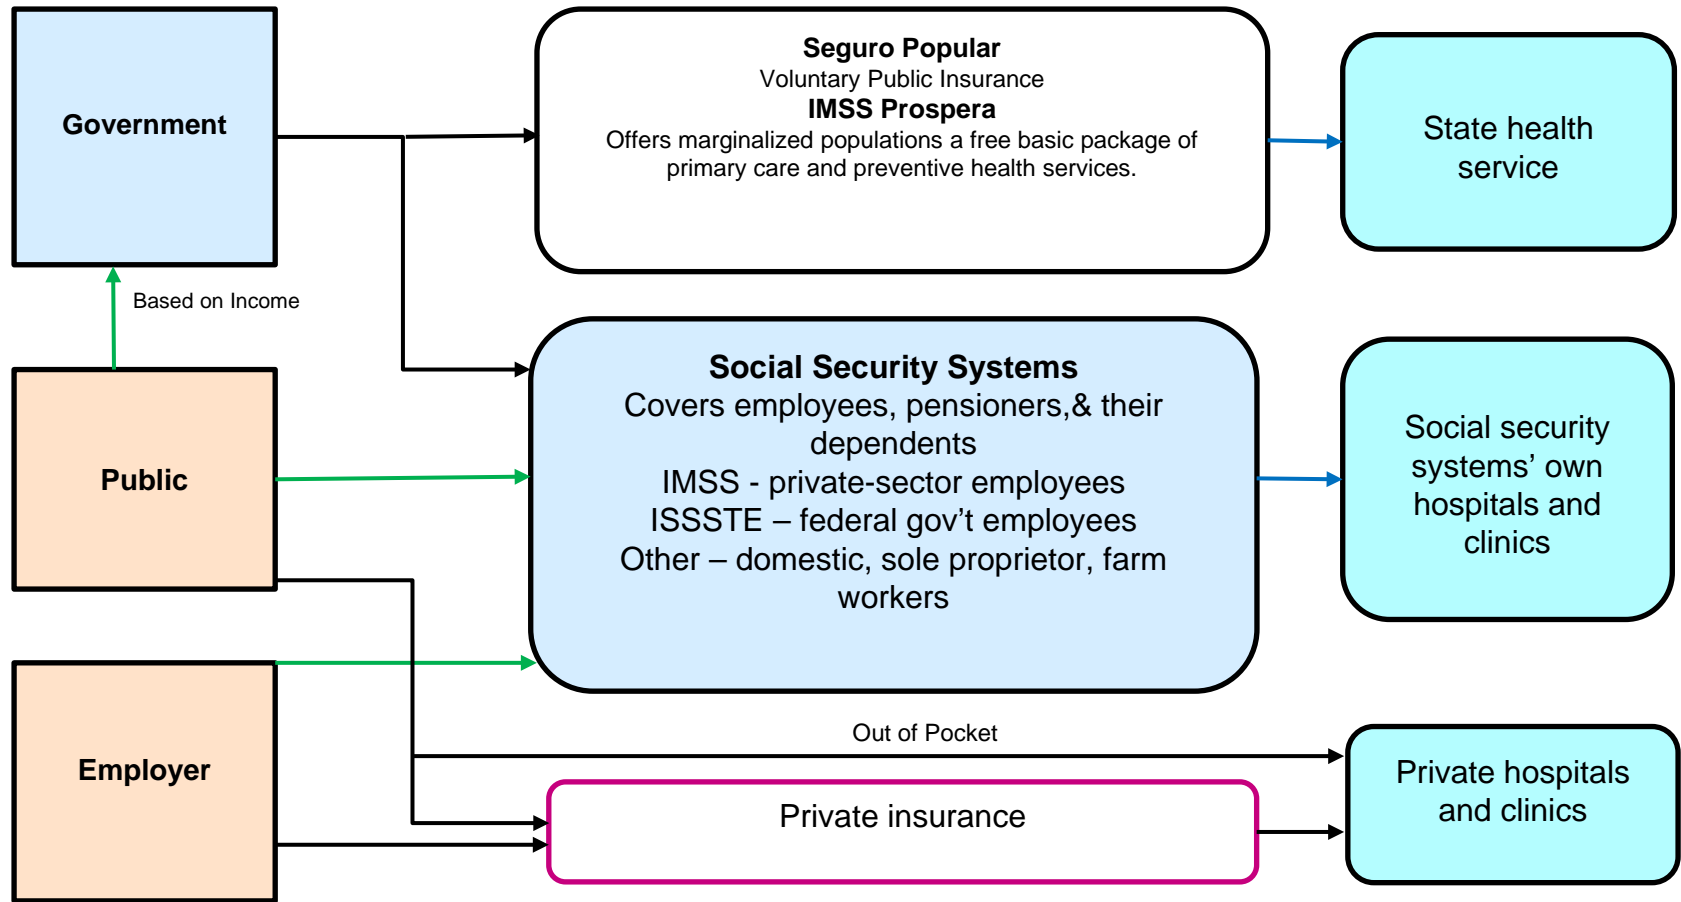 Government
Seguro Popular
Voluntary Public Insurance
IMSS Prospera
Offers marginalized populations a free basic package of
primary care and preventive health services.
State health
service
Based on Income
Public
Social Security Systems
Covers employees, pensioners,& their
dependents
IMSS - private-sector employees
ISSSTE – federal gov't employees
Other – domestic, sole proprietor, farm
workers
Social security
systems’ own
hospitals and
clinics
Employer
Out of Pocket
Private insurance
Private hospitals
and clinics